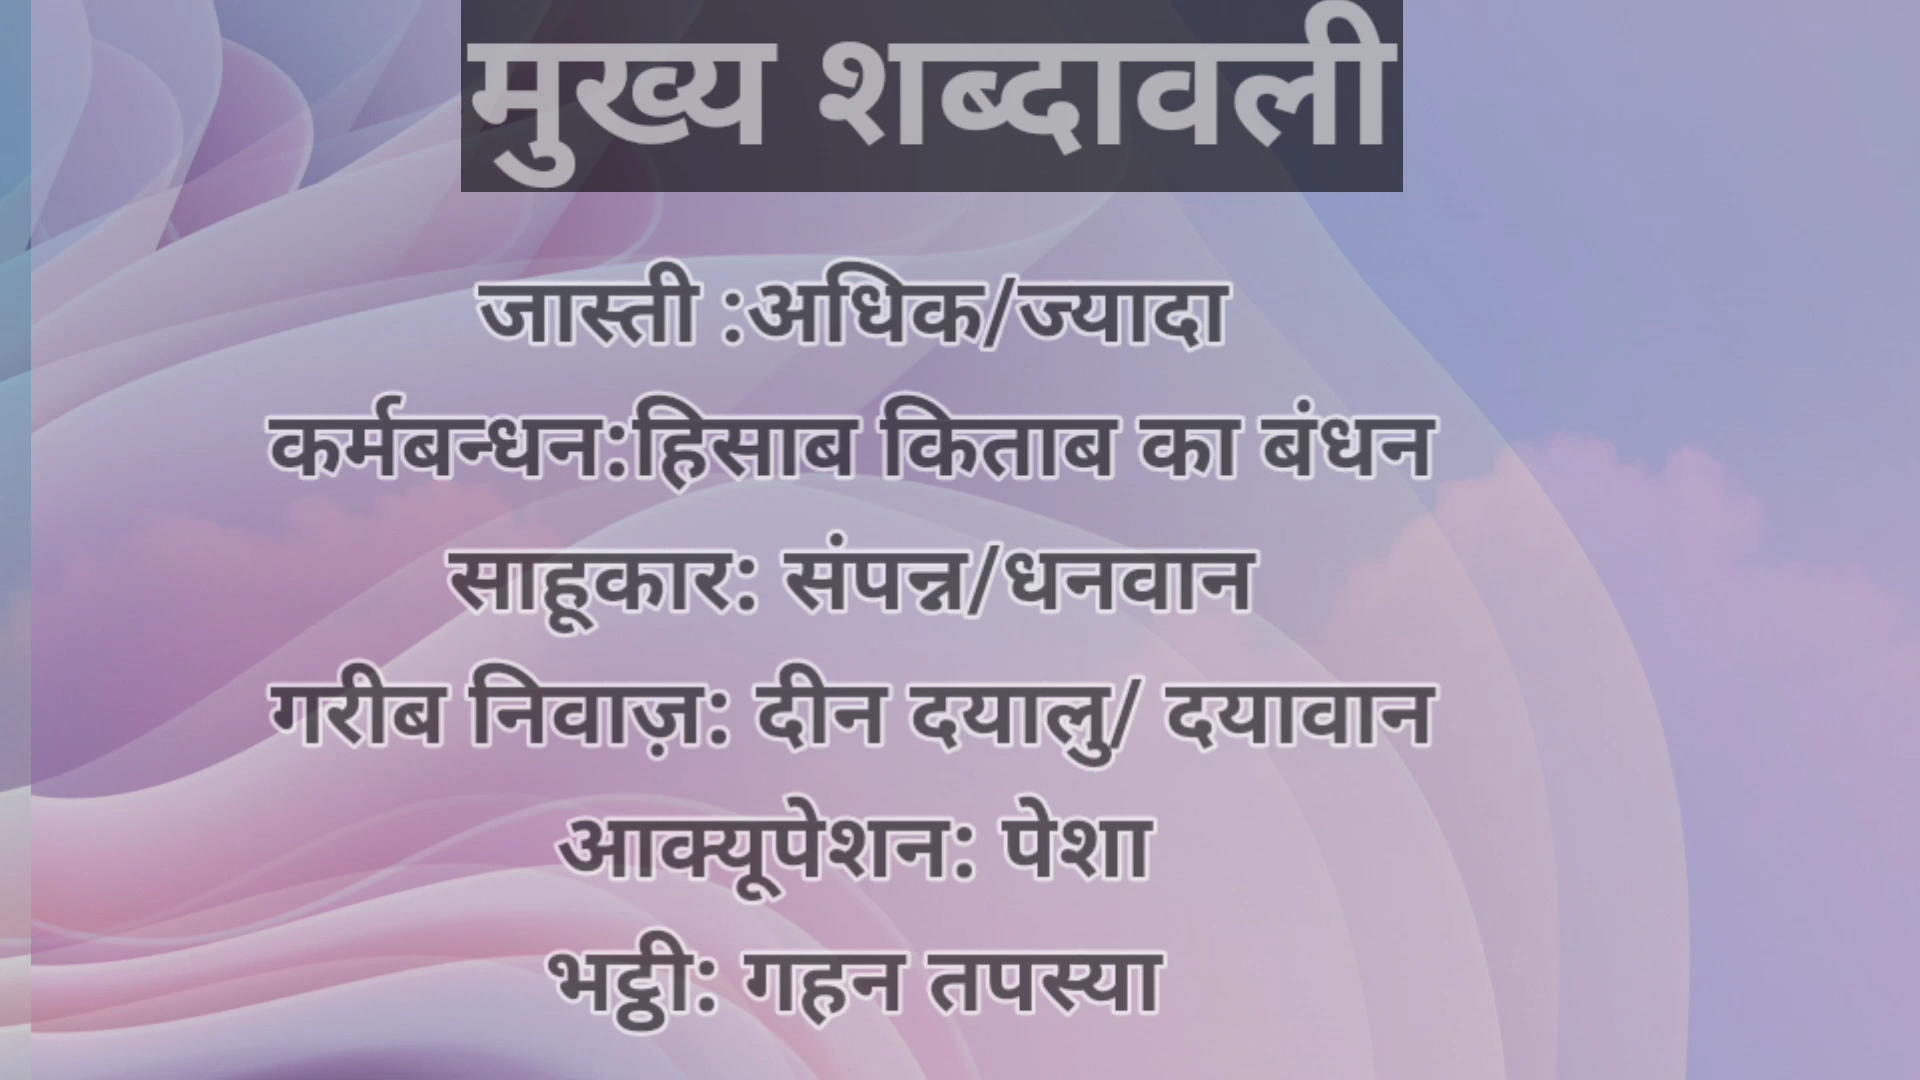 मुख्य शब्दावली
जास्ती :अधिक/ज्यादा
कर्मबन्धन:हिसाब किताब का बंधन
साहूकार: संपन्न/धनवान
गरीब निवाज़: दीन दयालु/ दयावान
आक्यूपेशन: पेशा
भट्ठी: गहन तपस्या